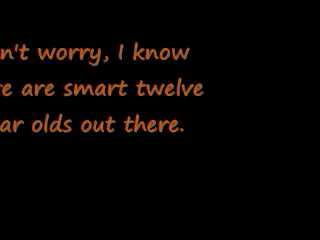 n't worry, I know
re are smart twelve
ar olds out there.